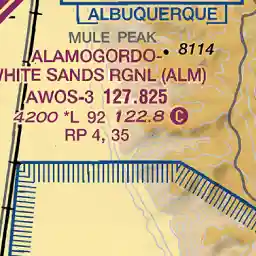 ALBUQUERQUE
MULE PEAK
8114
ALAMOGORDO-
WHITE SANDS RGNL (ALM)
AWOS-3 127.825
4200 *L 92 122.8 C
RP 4, 35